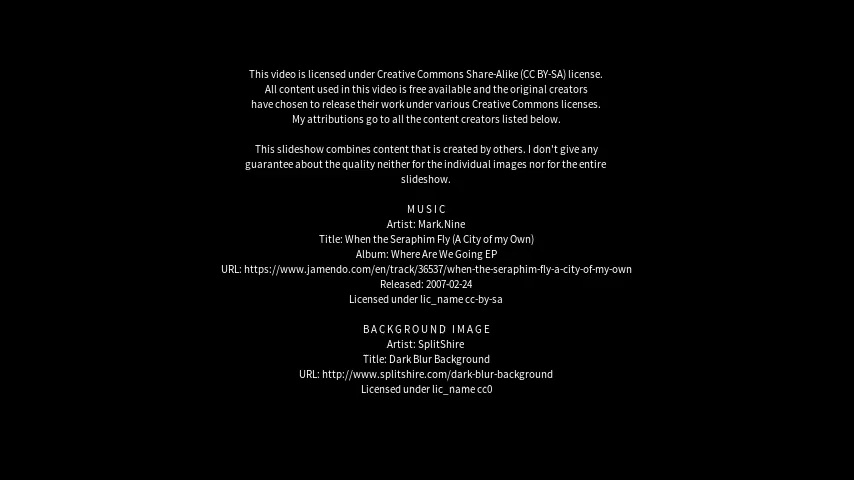 This video is licensed under Creative Commons Share-Alike (CC BY-SA) license.
All content used in this video is free available and the original creators
have chosen to release their work under various Creative Commons licenses.
My attributions go to all the content creators listed below.
This slideshow combines content that is created by others. I don't give any
guarantee about the quality neither for the individual images nor for the entire
slideshow.
MUSIC
Artist: Mark.Nine
Title: When the Seraphim Fly (A City of my Own)
Album: Where Are We Going EP
URL: https://www.jamendo.com/en/track/36537/when-the-seraphim-fly-a-city-of-my-own
Released: 2007-02-24
Licensed under lic_name cc-by-sa
BACKGROUND IMAGE
Artist: SplitShire
Title: Dark Blur Background
URL: http://www.splitshire.com/dark-blur-background
Licensed under lic_name cc0